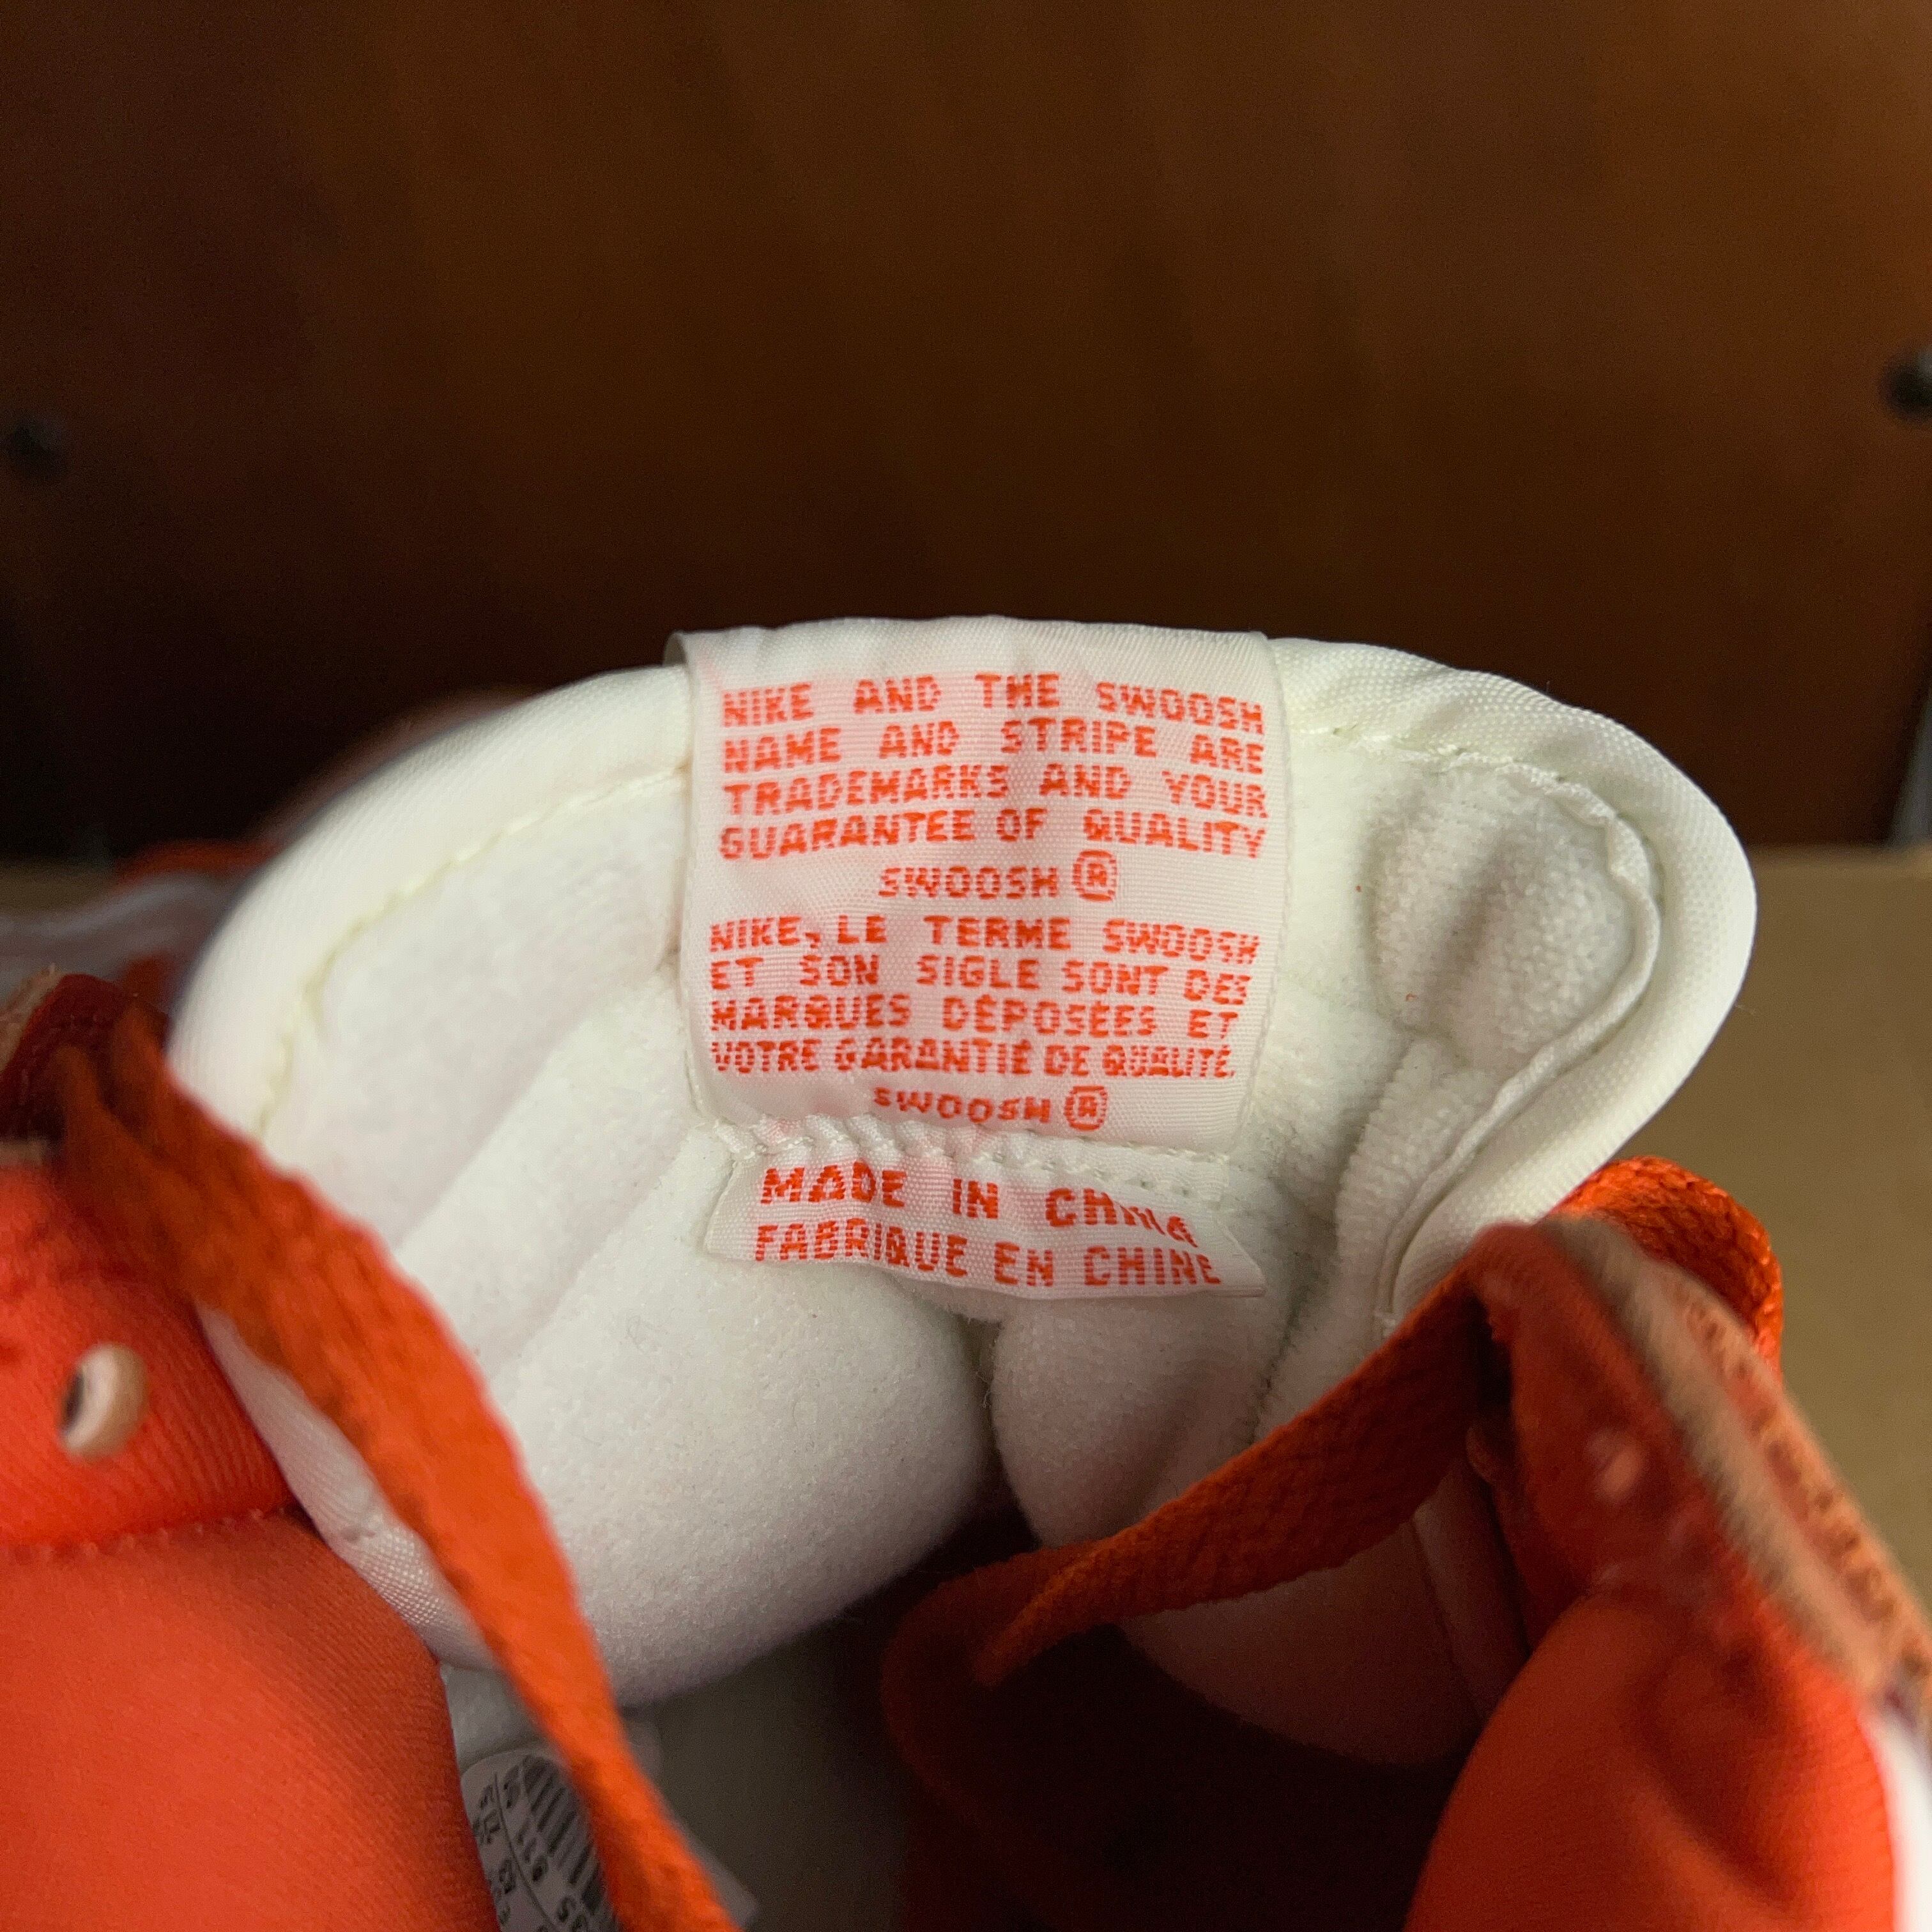 NIKE AND THE SWOOSH
NAME AND STRIPE ARE
TRADEMARKS AND YOUR
GUARANTEE OF QUALITY
SWOOSH ®
NIKE, LE TERME SWOOSH
ET SON SIGLE SONT DES
MARQUES DÉPOSÉES ET
VOTRE GARANTIÉ DE QUALITÉ.
SWOOSH ®
MADE IN CHINA
FABRIQUE EN CHINE